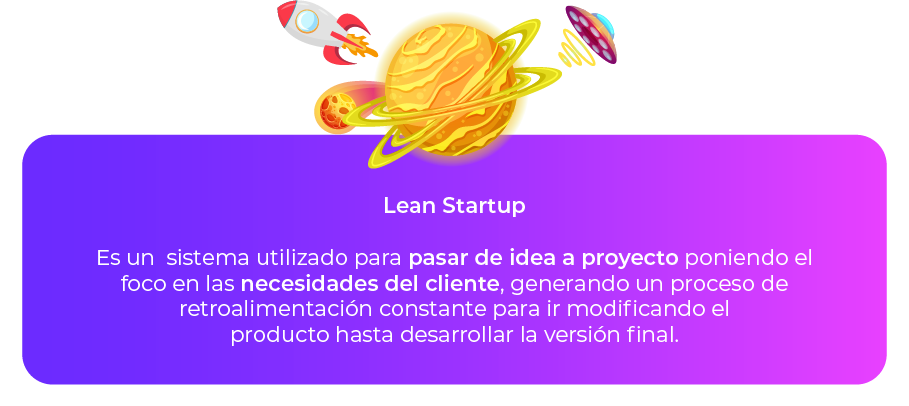 Lean Startup
Es un  sistema utilizado para pasar de idea a proyecto poniendo el
foco en las necesidades del cliente, generando un proceso de
retroalimentación constante para ir modificando el
producto hasta desarrollar la versión final.